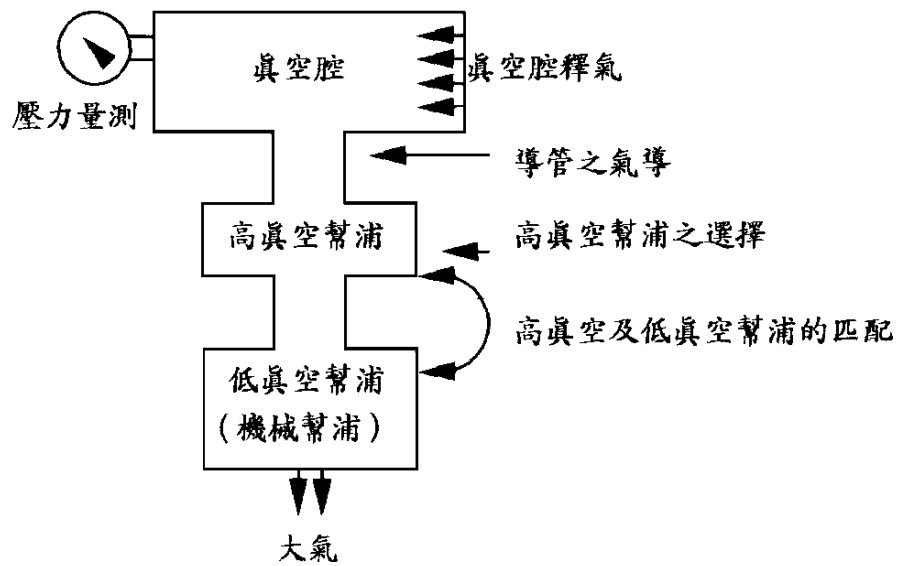 眞空腔
眞空腔釋氣
壓力量測
導管之氣導
高眞空幫浦
高眞空幫浦之選擇
高眞空及低眞空幫浦的匹配
低眞空幫浦
(機械幫浦)
大氣